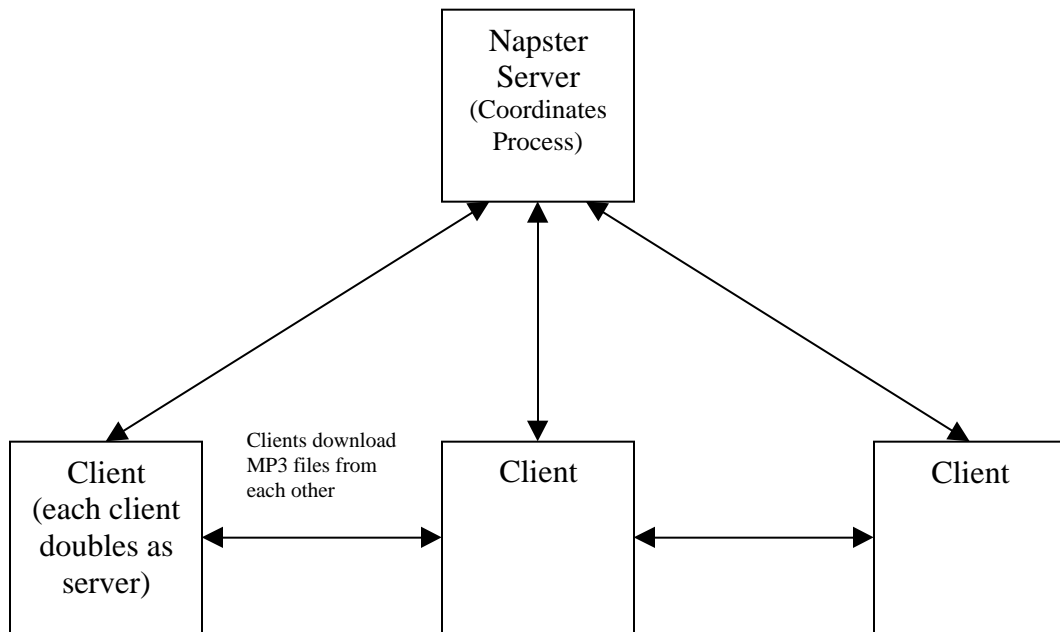 Napster
Server
(Coordinates
Process)
Clients download
MP3 files from
each other
Client
(each client
doubles as
server)
Client
Client